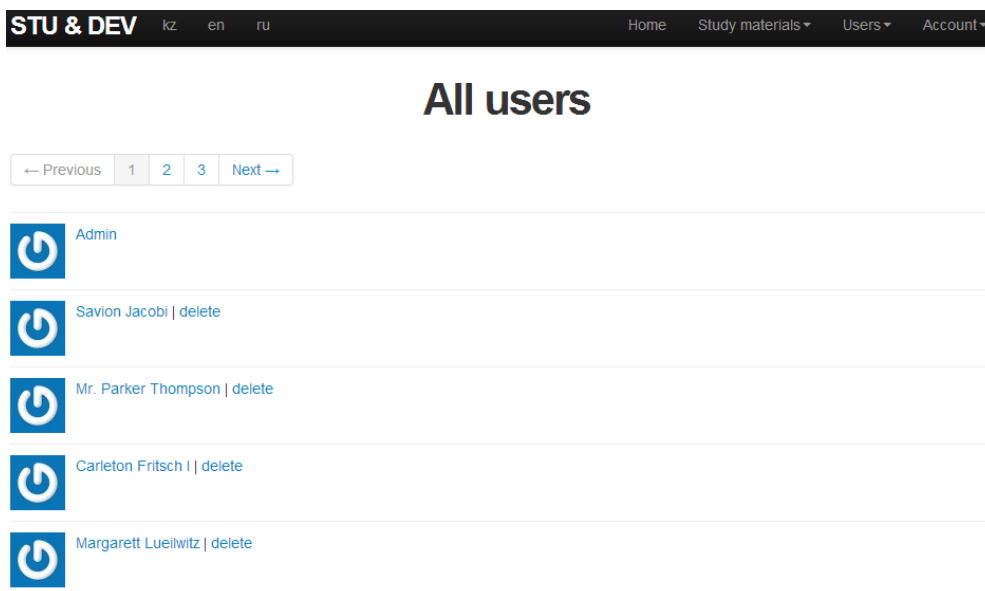 STU & DEV kz en ru Home Study materials Users Account
All users
← Previous 1 2 3 Next →
Admin
Savion Jacobi | delete
Mr. Parker Thompson | delete
Carleton Fritsch I | delete
Margarett Lueilwitz | delete